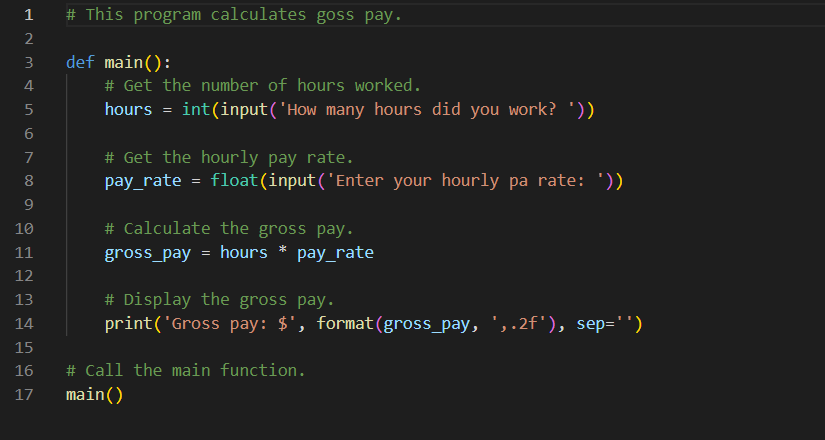 1 # This program calculates goss pay.
2
3 def main():
4     # Get the number of hours worked.
5     hours = int(input('How many hours did you work? '))
6
7     # Get the hourly pay rate.
8     pay_rate = float(input('Enter your hourly pa rate: '))
9
10     # Calculate the gross pay.
11     gross_pay = hours * pay_rate
12
13     # Display the gross pay.
14     print('Gross pay: $', format(gross_pay, ',.2f'), sep='')
15
16 # Call the main function.
17 main()